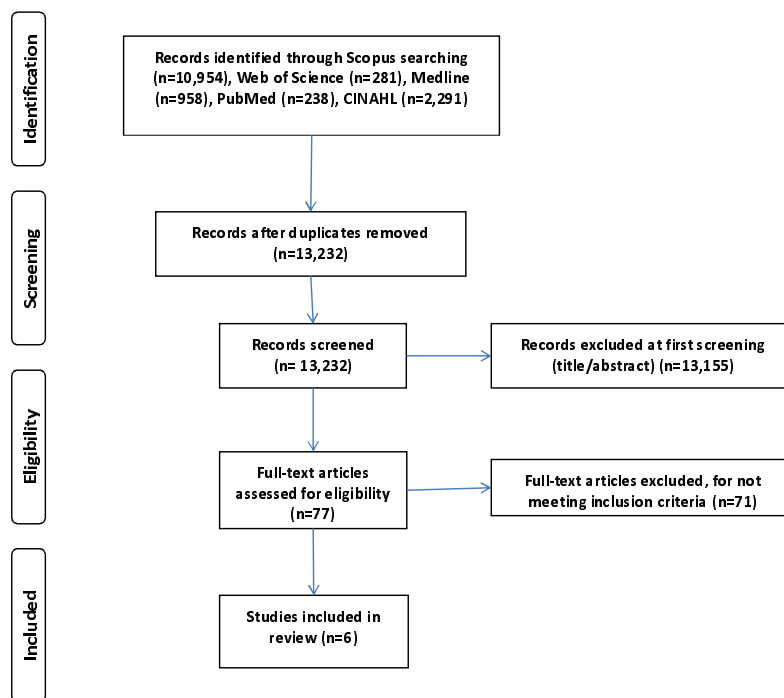 Identification
Records identified through Scopus searching
(n=10,954), Web of Science (n=281), Medline
(n=958), PubMed (n=238), CINAHL (n=2,291)
Screening
Records after duplicates removed
(n=13,232)
Records screened
(n= 13,232)
Records excluded at first screening
(title/abstract) (n=13,155)
Eligibility
Full-text articles
assessed for eligibility
(n=77)
Full-text articles excluded, for not
meeting inclusion criteria (n=71)
Included
Studies included in
review (n=6)